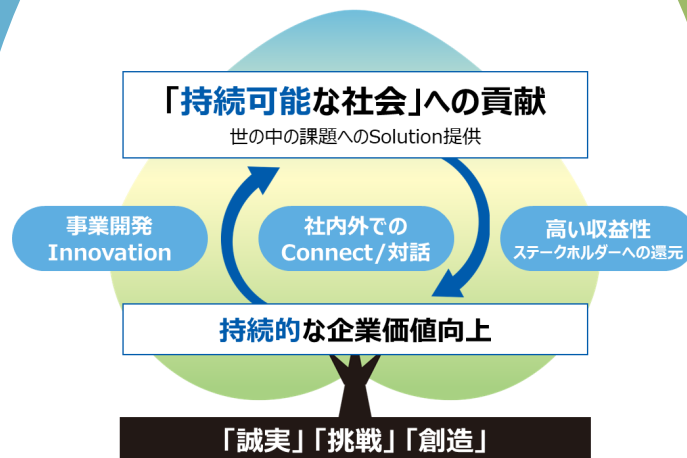 「持続可能な社会」への貢献
世の中の課題へのSolution提供
事業開発
Innovation
社内外での
Connect/対話
高い収益性
ステークホルダーへの還元
持続的な企業価値向上
「誠実」「挑戦」「創造」